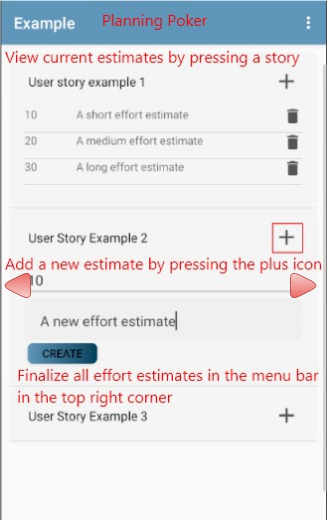 Example
Planning Poker
View current estimates by pressing a story
User story example 1
10 A short effort estimate
20 A medium effort estimate
30 A long effort estimate
User Story Example 2
Add a new estimate by pressing the plus icon
10
A new effort estimate
CREATE
Finalize all effort estimates in the menu bar
in the top right corner
User Story Example 3